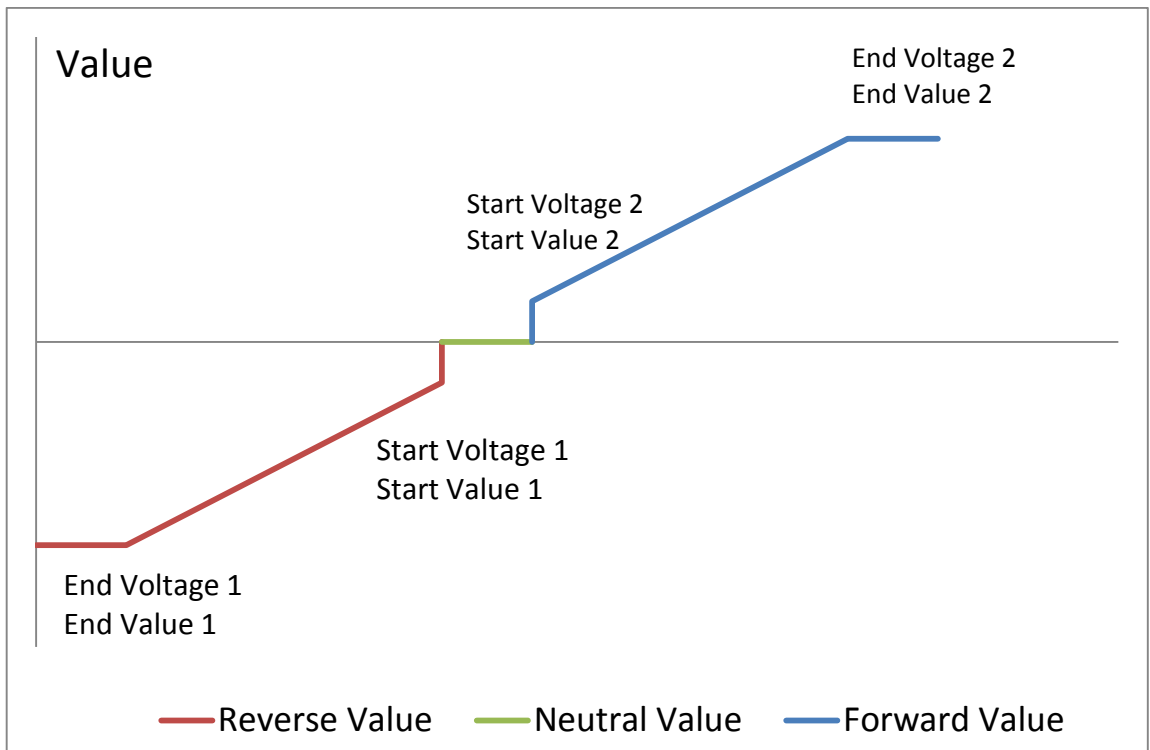 Value
End Voltage 2
End Value 2
Start Voltage 2
Start Value 2
Start Voltage 1
Start Value 1
End Voltage 1
End Value 1
Reverse Value Neutral Value Forward Value